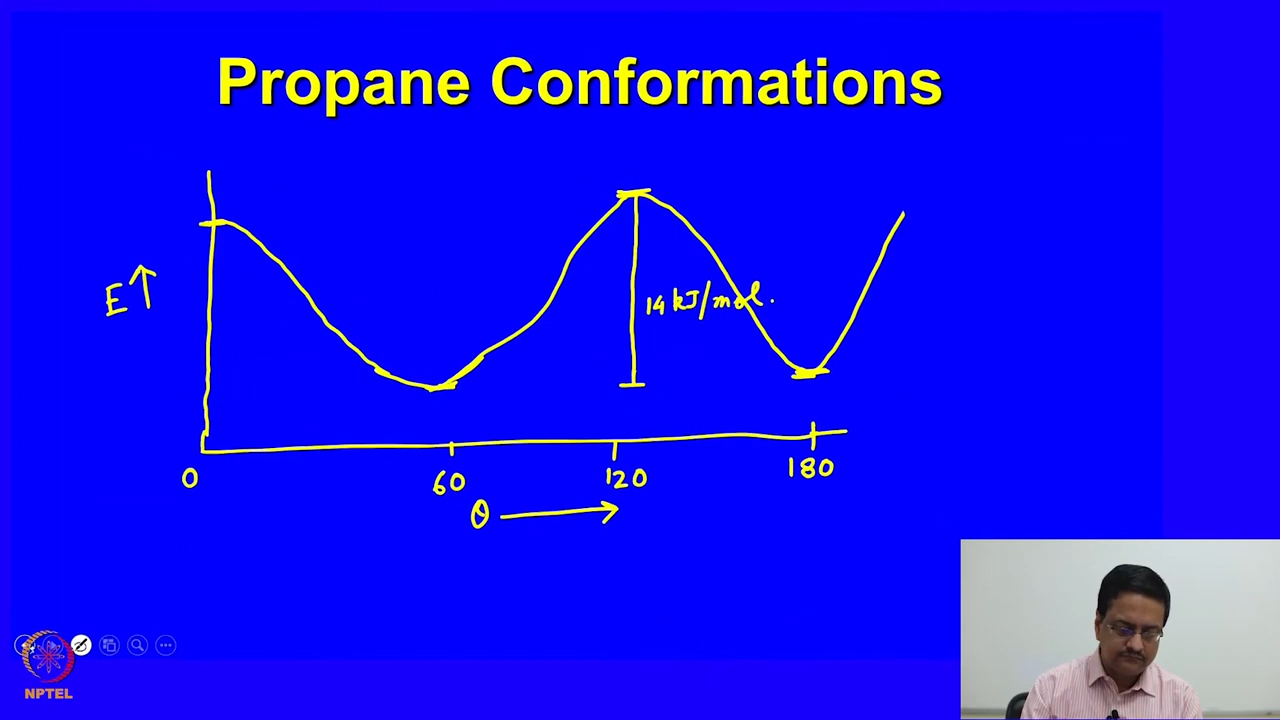 Propane Conformations
E↑
14 kJ/mol.
0 60 120 180
θ →
NPTEL